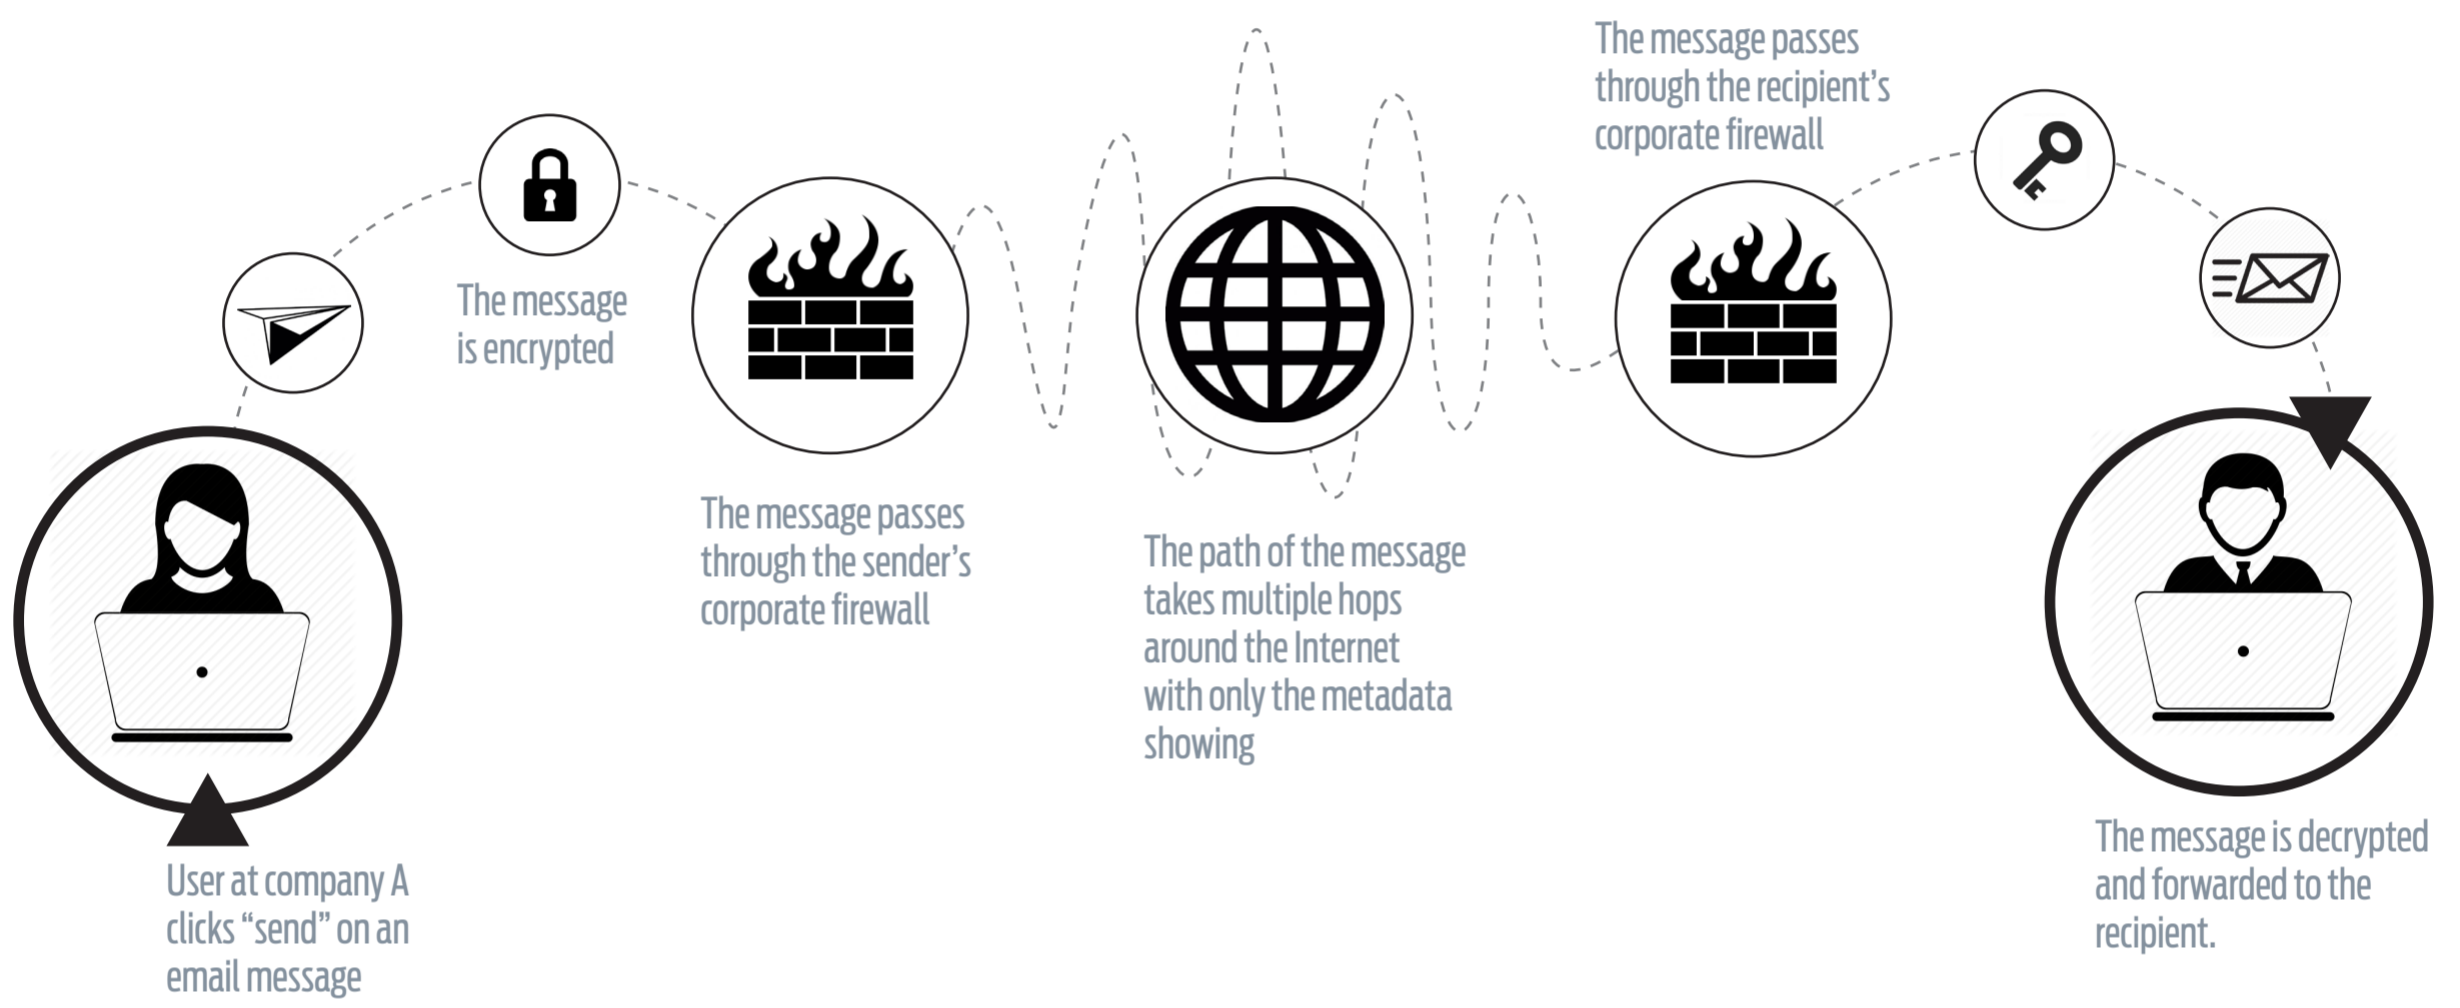 User at company A
clicks “send” on an
email message
The message
is encrypted
The message passes
through the sender’s
corporate firewall
The path of the message
takes multiple hops
around the Internet
with only the metadata
showing
The message passes
through the recipient’s
corporate firewall
The message is decrypted
and forwarded to the
recipient.